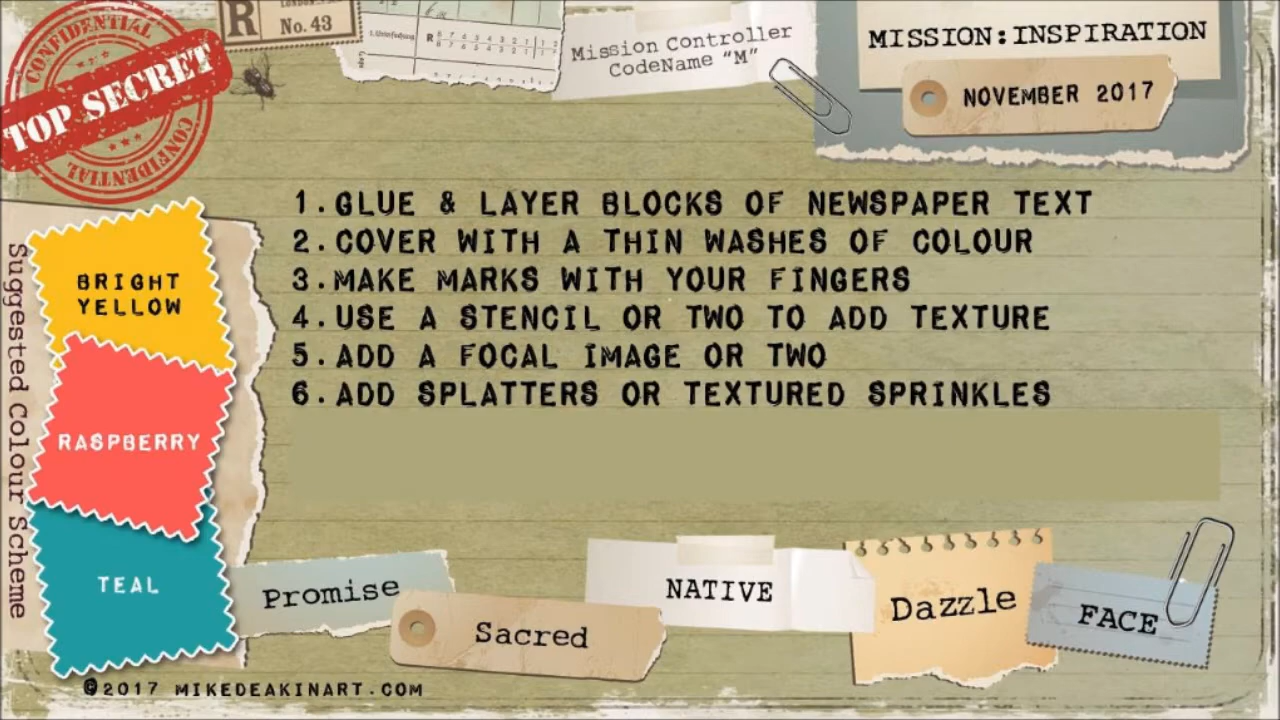 CONFIDENTIAL
TOP SECRET
CONFIDENTIAL
R
No. 43
Mission Controller
CodeName “M”
MISSION:INSPIRATION
NOVEMBER 2017
1.GLUE & LAYER BLOCKS OF NEWSPAPER TEXT
2.COVER WITH A THIN WASHES OF COLOUR
3.MAKE MARKS WITH YOUR FINGERS
4.USE A STENCIL OR TWO TO ADD TEXTURE
5.ADD A FOCAL IMAGE OR TWO
6.ADD SPLATTERS OR TEXTURED SPRINKLES
Suggested Colour Scheme
BRIGHT
YELLOW
RASPBERRY
TEAL
Promise
Sacred
NATIVE
Dazzle
FACE
©2017 MIKEDEAKINART.COM